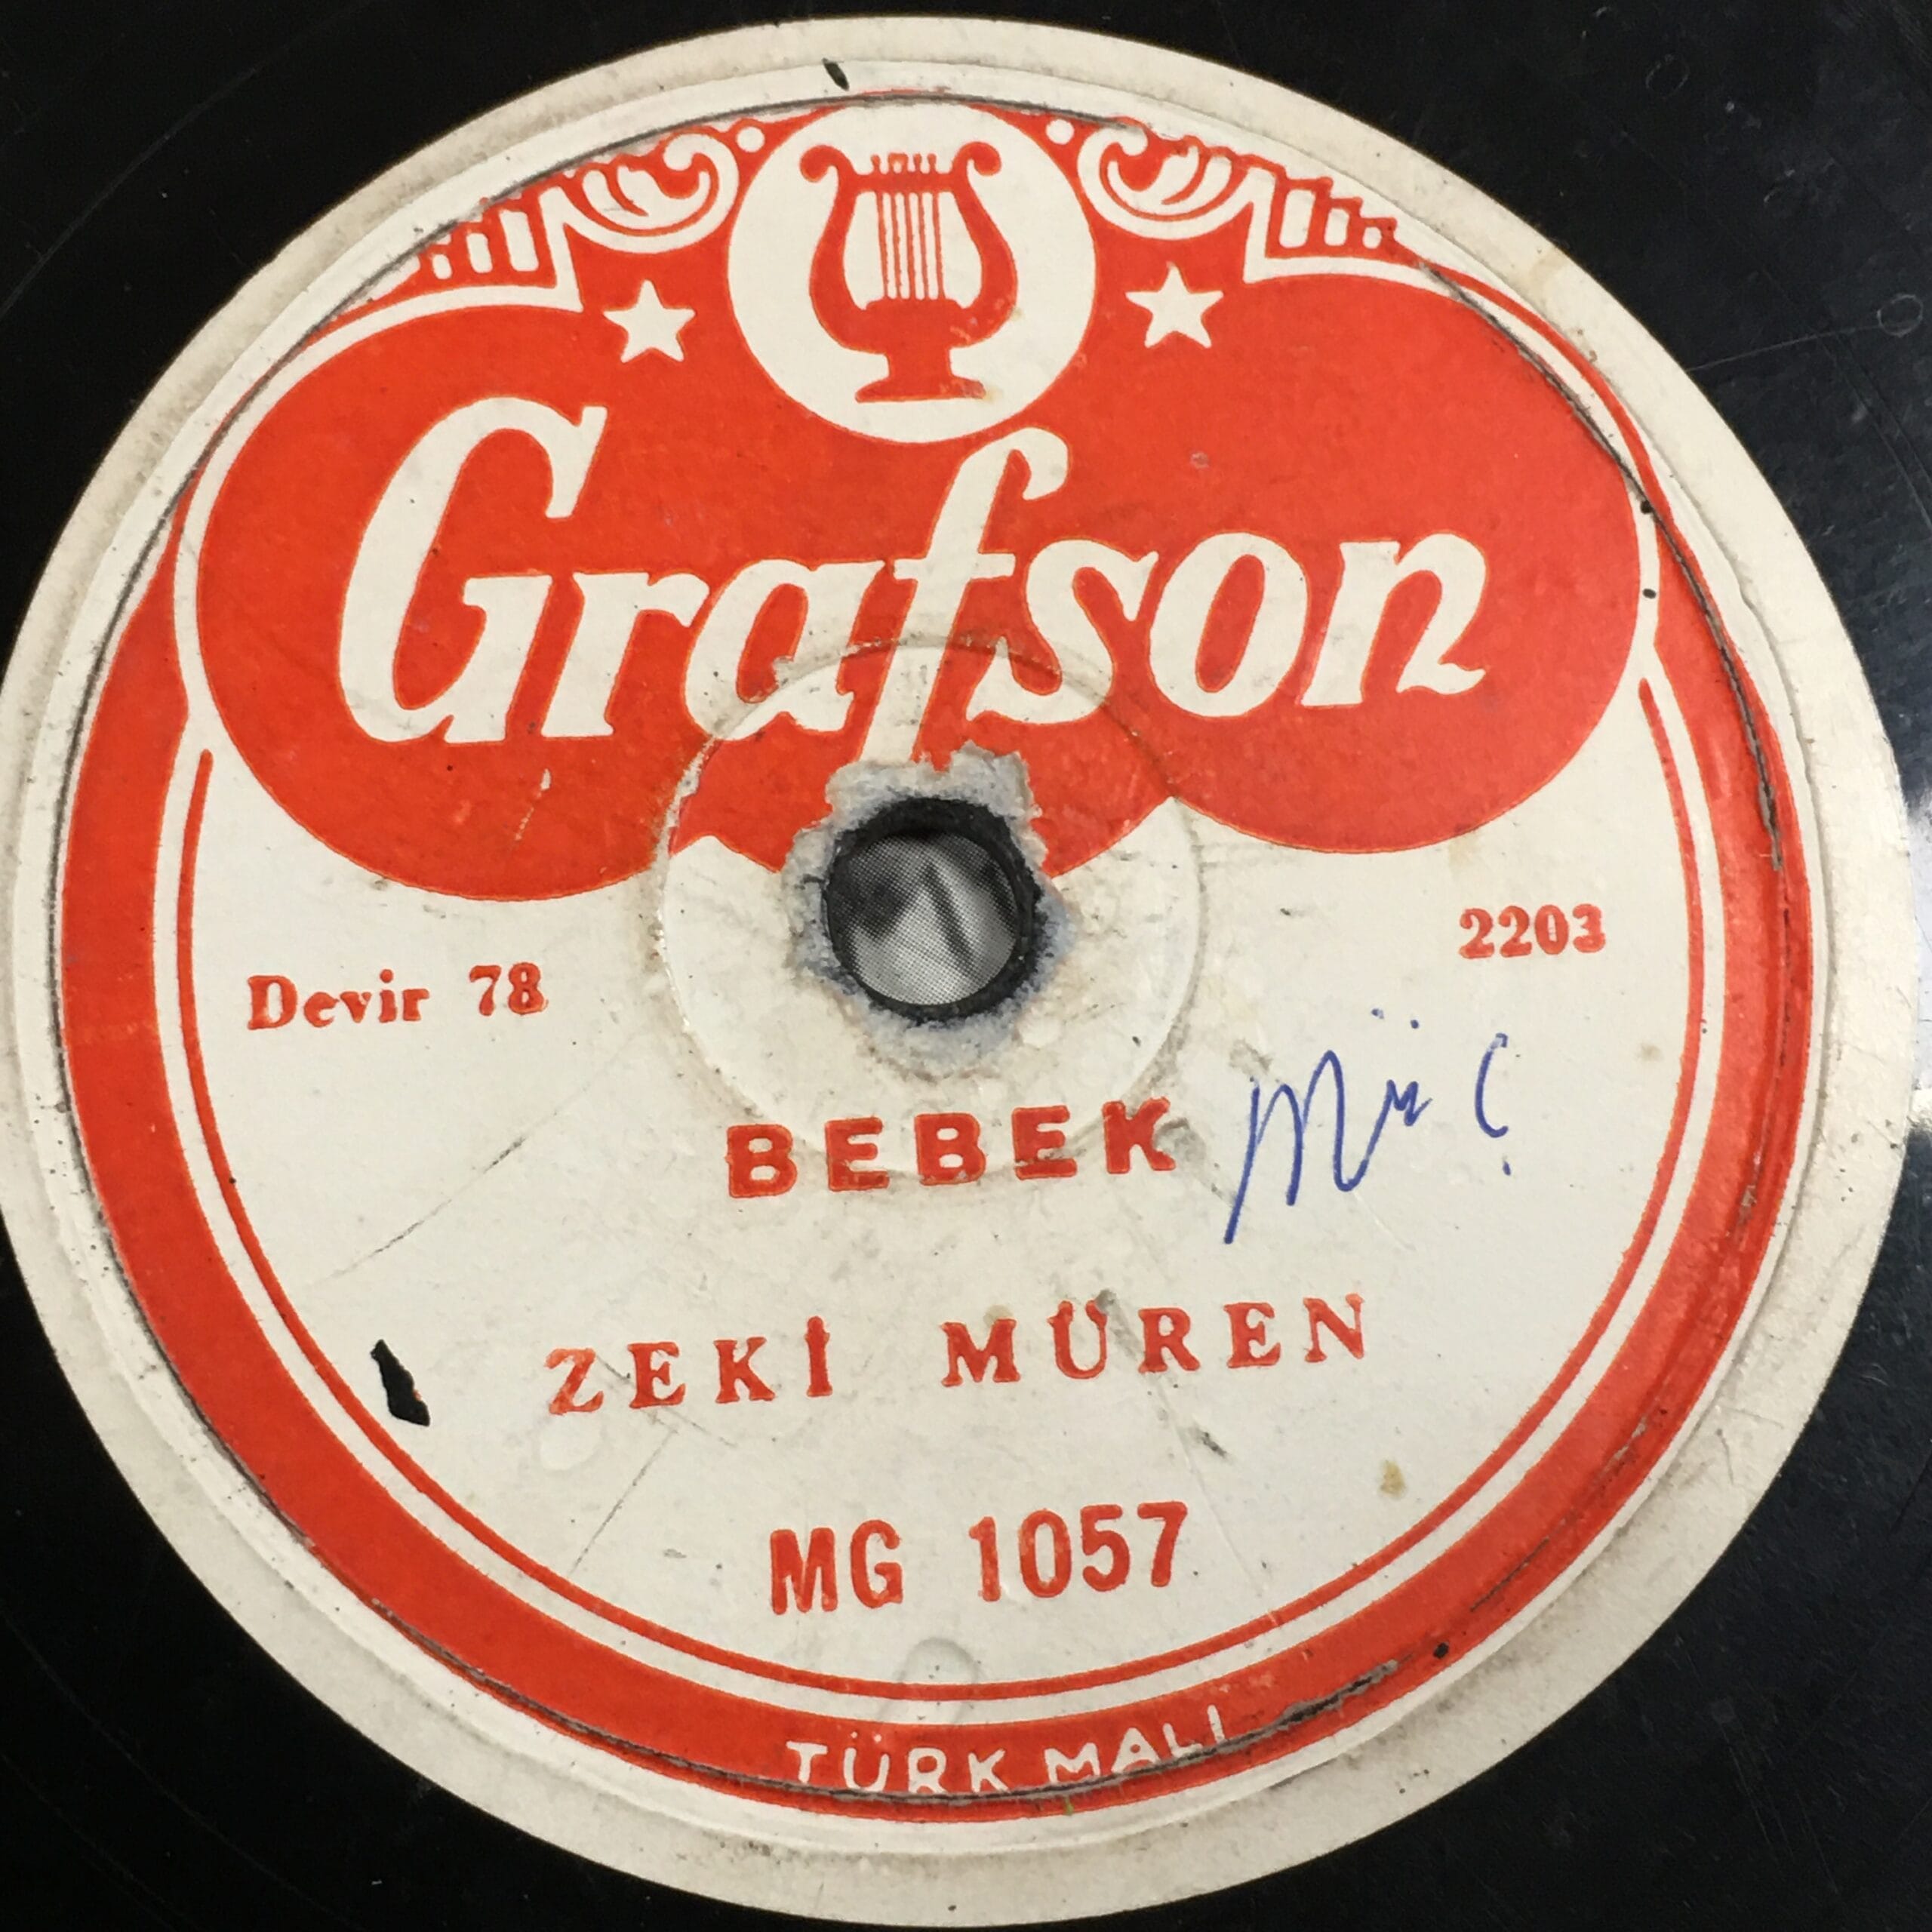 Grafson
2203
Devir 78
BEBEK
ZEKİ MÜREN
MG 1057
TÜRK MALI